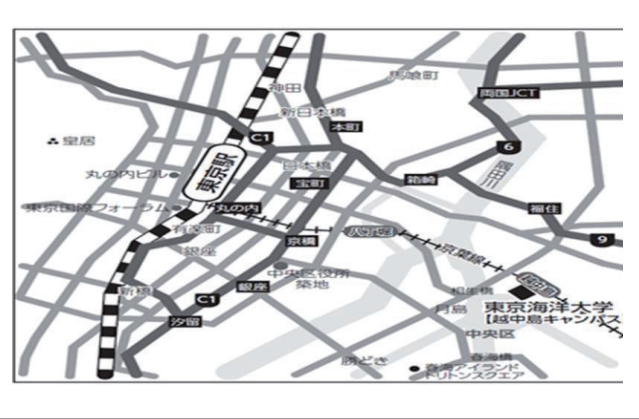 神田
馬喰町
両国JCT
新日本橋
本町
C1
皇居
6
東京駅
日本橋
隅田川
丸の内ビル
宝町
箱崎
東京国際フォーラム
丸の内
福住
有楽町
八丁堀
京橋
9
銀座
京葉線
中央区役所
築地
越中島
新橋
銀座
相生橋
C1
月島
東京海洋大学
【越中島キャンパス】
汐留
中央区
勝どき
春海橋
春海アイランド
トリトンスクエア